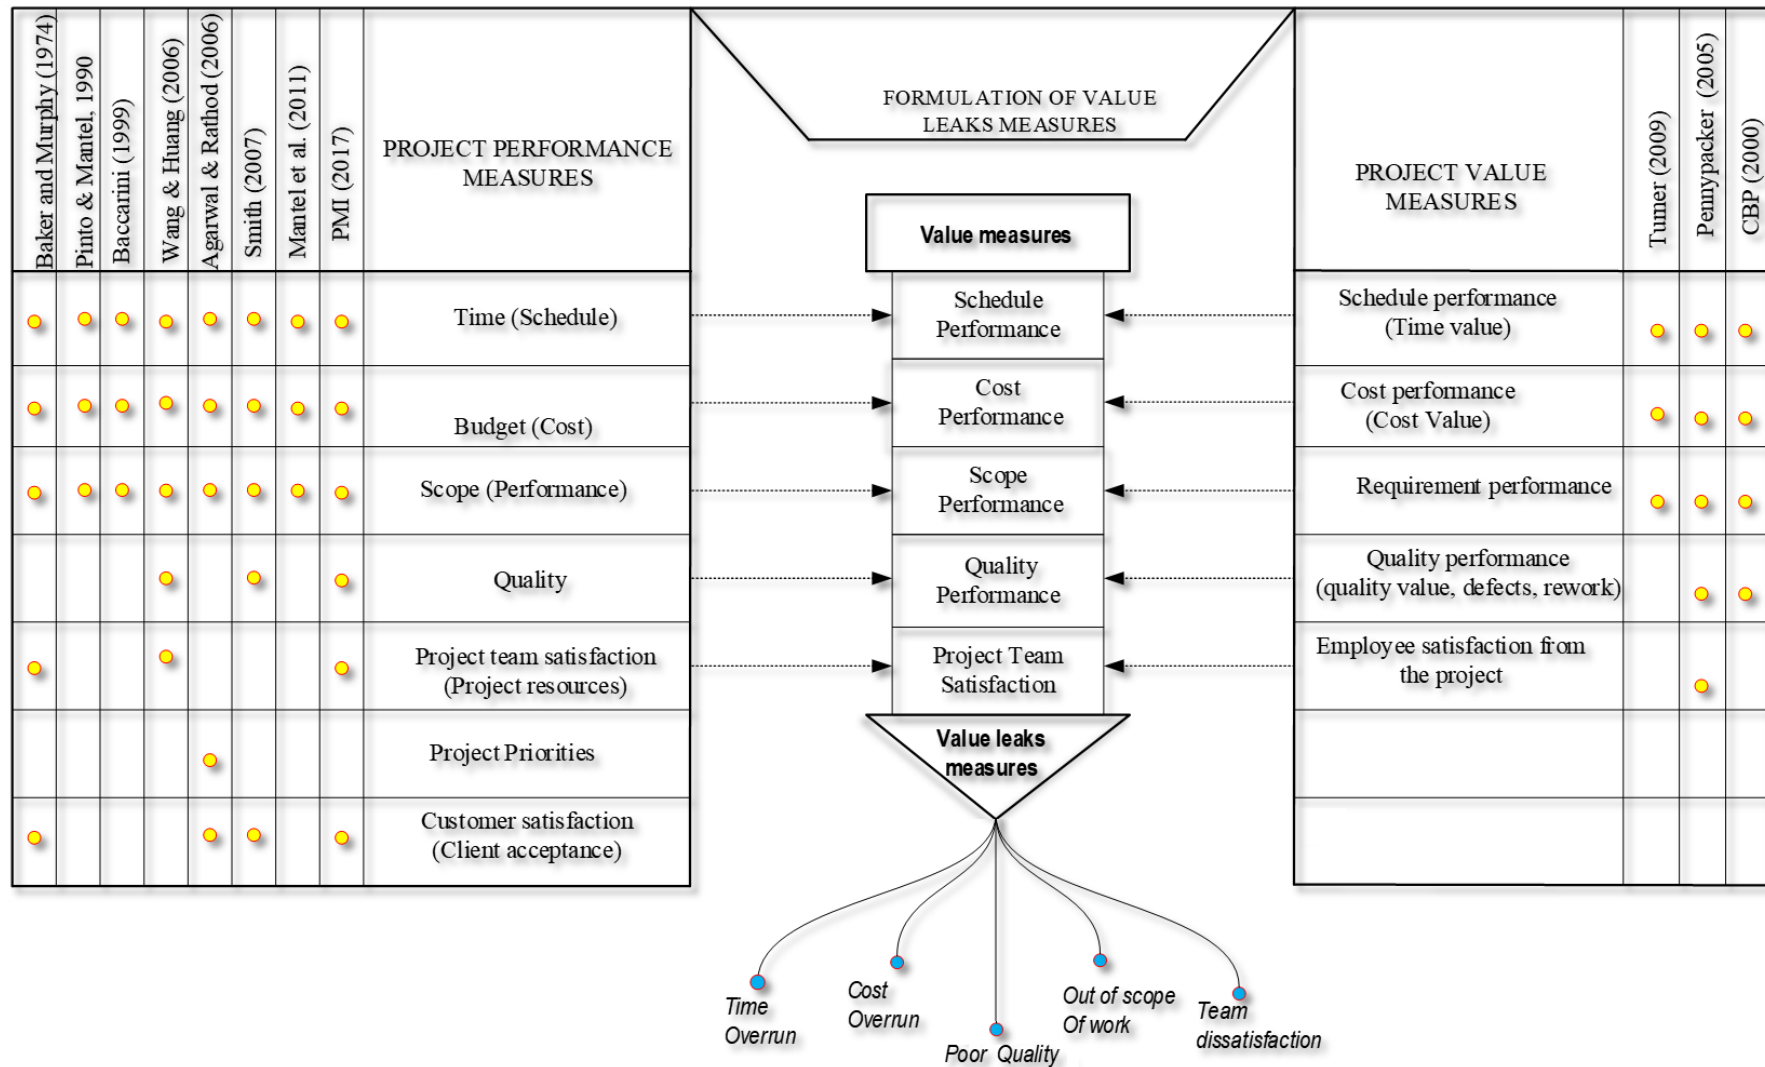 Baker and Murphy (1974)
Pinto & Mantel, 1990
Baccarini (1999)
Wang & Huang (2006)
Agarwal & Rathod (2006)
Smith (2007)
Mantel et al. (2011)
PMI (2017)
PROJECT PERFORMANCE
MEASURES
Time (Schedule)
Budget (Cost)
Scope (Performance)
Quality
Project team satisfaction
(Project resources)
Project Priorities
Customer satisfaction
(Client acceptance)
FORMULATION OF VALUE
LEAKS MEASURES
Value measures
Schedule
Performance
Cost
Performance
Scope
Performance
Quality
Performance
Project Team
Satisfaction
Value leaks
measures
Time
Overrun
Cost
Overrun
Poor Quality
Out of scope
Of work
Team
dissatisfaction
PROJECT VALUE
MEASURES
Turner (2009)
Pennypacker (2005)
CBP (2000)
Schedule performance
(Time value)
Cost performance
(Cost Value)
Requirement performance
Quality performance
(quality value, defects, rework)
Employee satisfaction from
the project